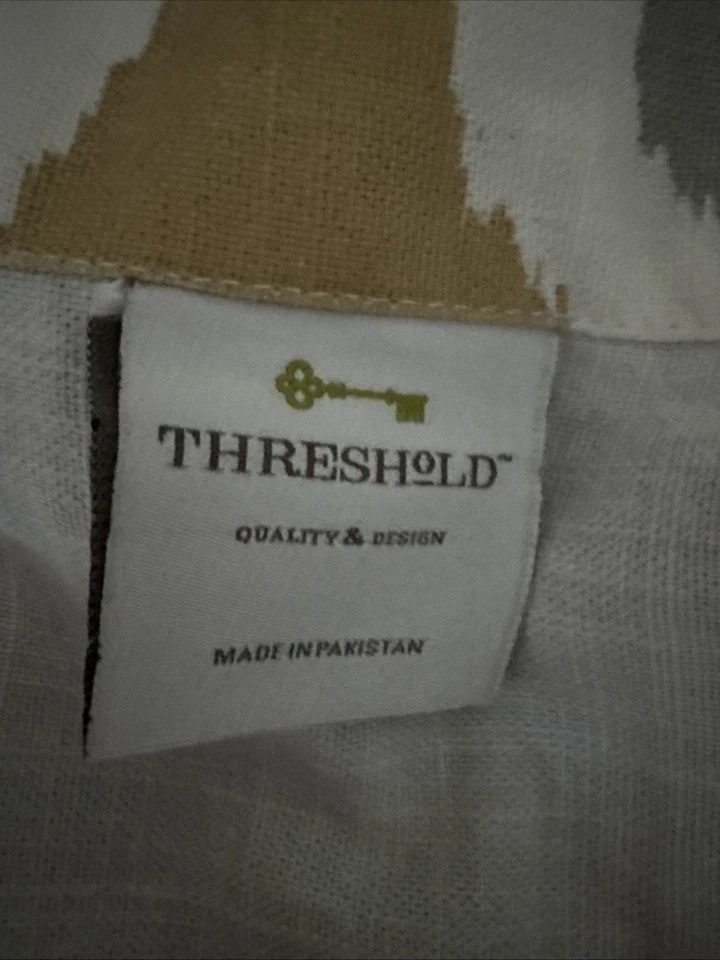 THRESHOLD™
QUALITY & DESIGN
MADE IN PAKISTAN